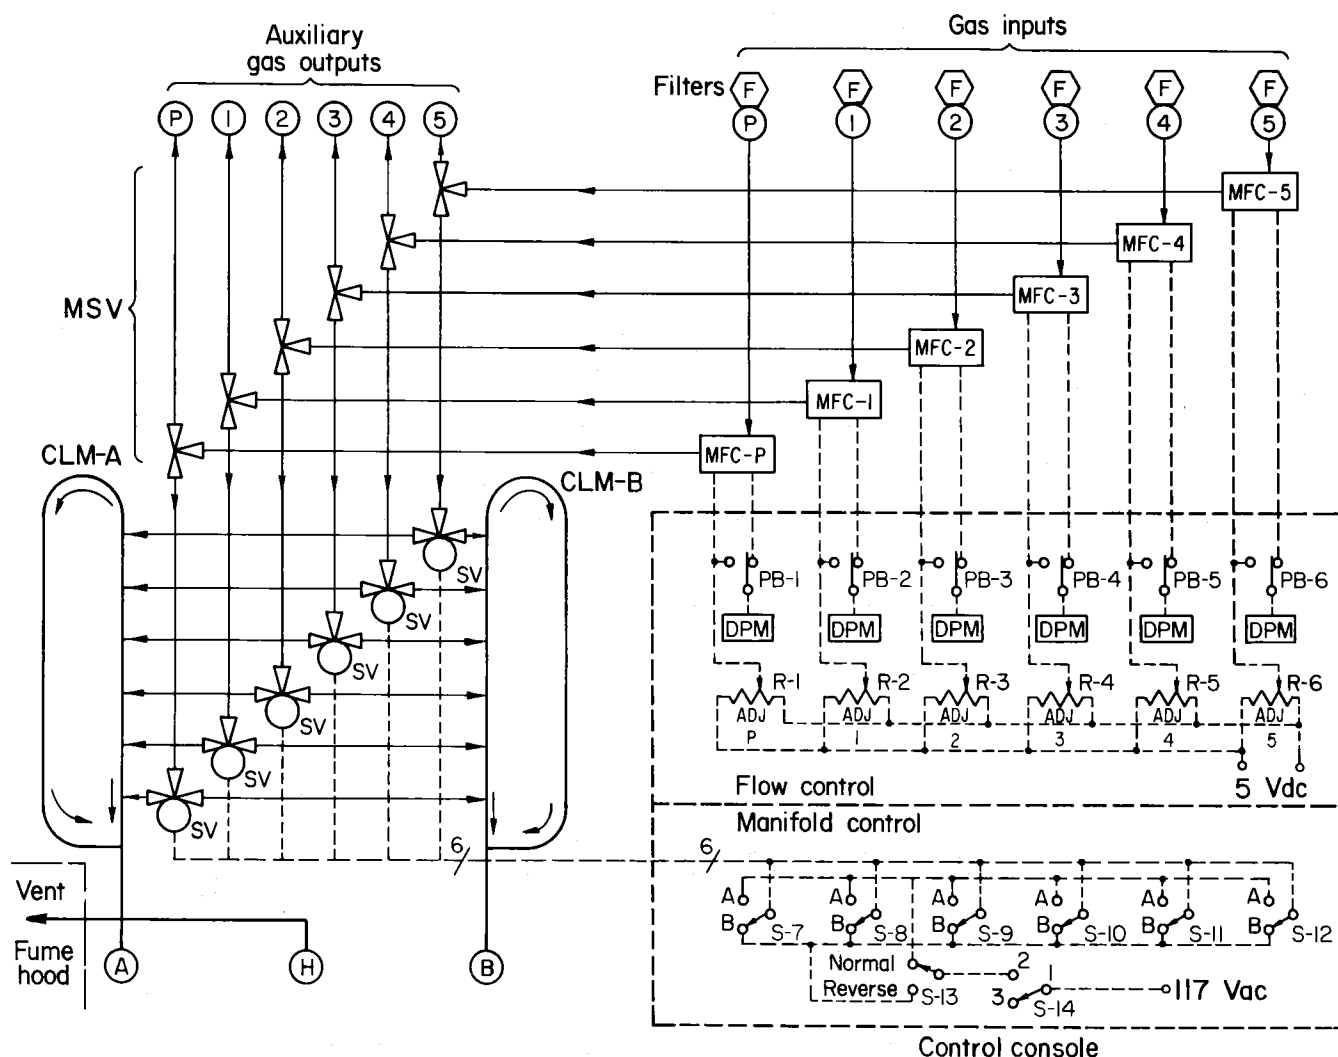 Auxiliary
gas outputs
Gas inputs
Filters
F F F F F F
P 1 2 3 4 5
P 1 2 3 4 5
MFC-5
MFC-4
MSV
MFC-3
MFC-2
MFC-1
MFC-P
CLM-A
CLM-B
SV
SV
SV
SV
SV
SV
PB-1 PB-2 PB-3 PB-4 PB-5 PB-6
DPM DPM DPM DPM DPM DPM
R-1 R-2 R-3 R-4 R-5 R-6
ADJ ADJ ADJ ADJ ADJ ADJ
P 1 2 3 4 5
Flow control
5 Vdc
Manifold control
6
6
A A A A A A
B B B B B B
S-7 S-8 S-9 S-10 S-11 S-12
Vent
Fume
hood
A H B
Normal
Reverse
S-13
2
1
3
S-14
117 Vac
Control console